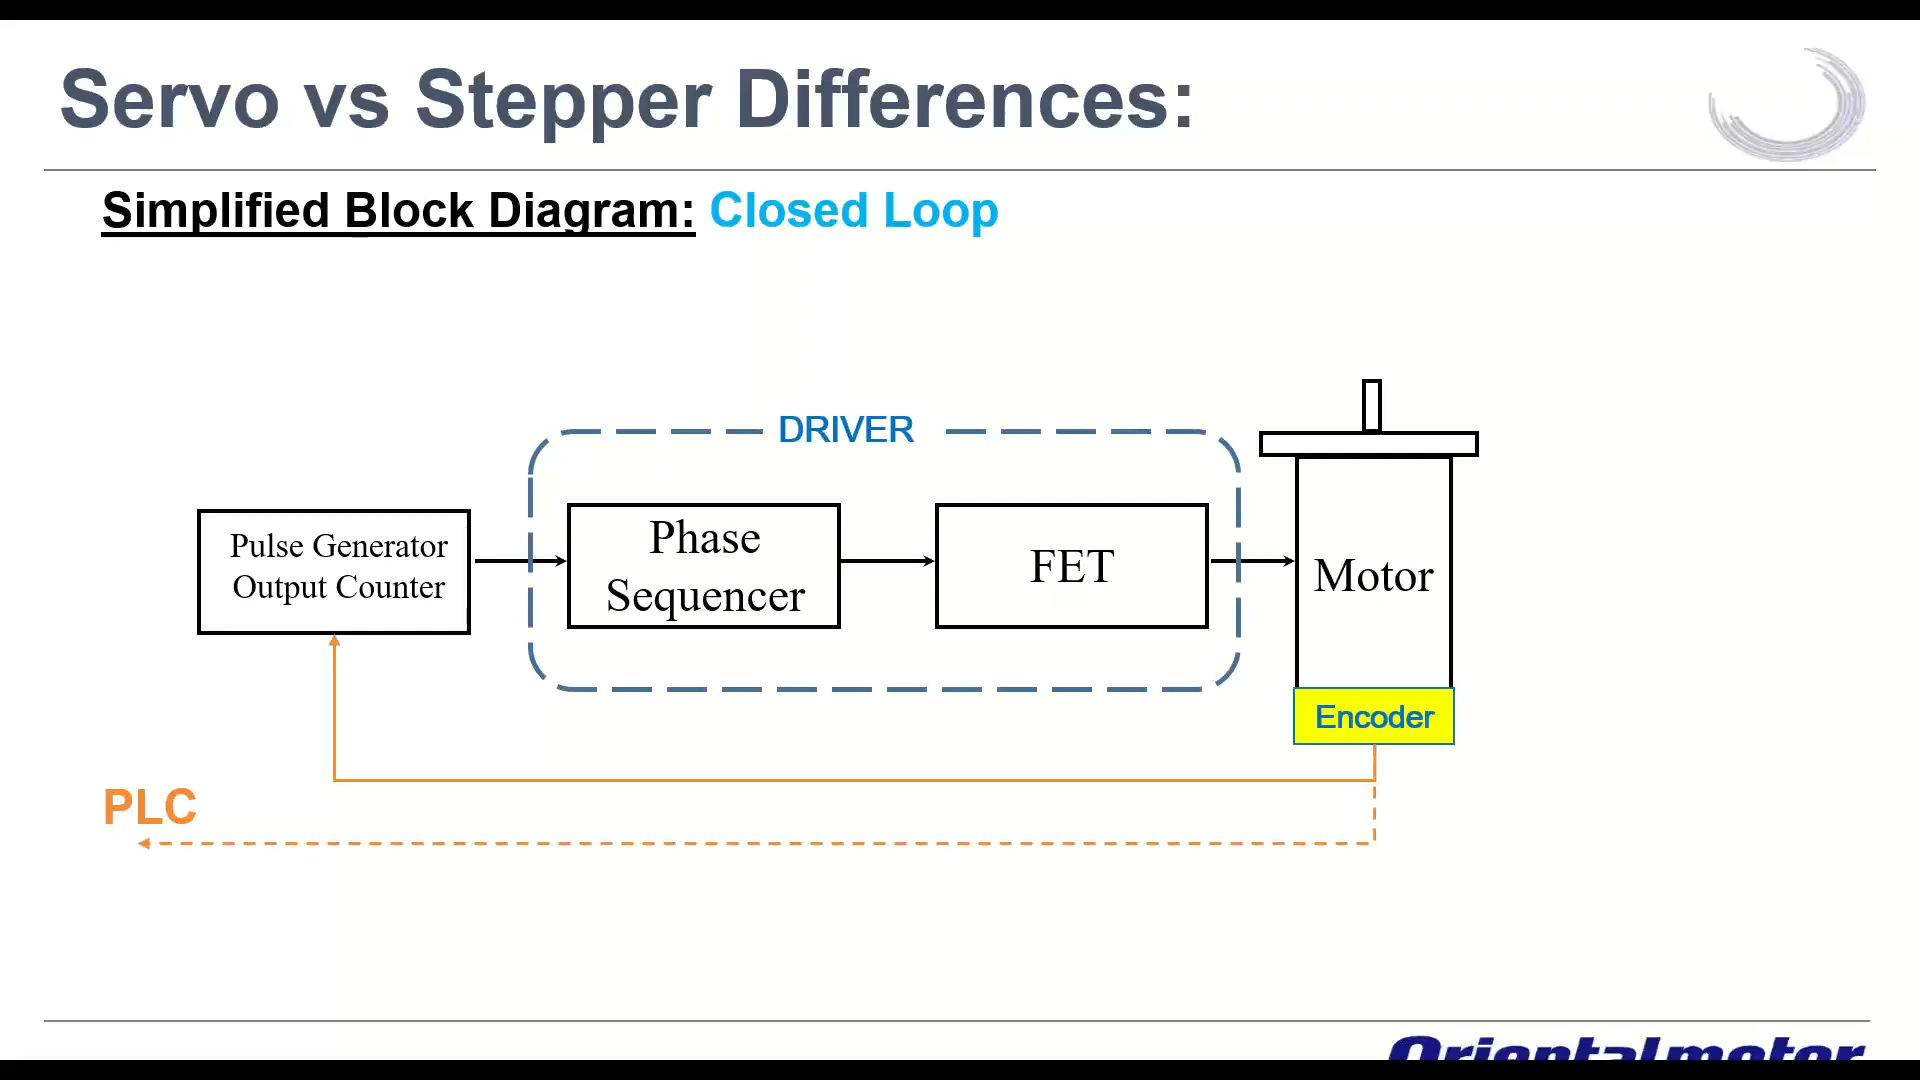 Servo vs Stepper Differences:
Simplified Block Diagram: Closed Loop
DRIVER
Pulse Generator
Output Counter
Phase
Sequencer
FET
Motor
Encoder
PLC
Orientalmotor